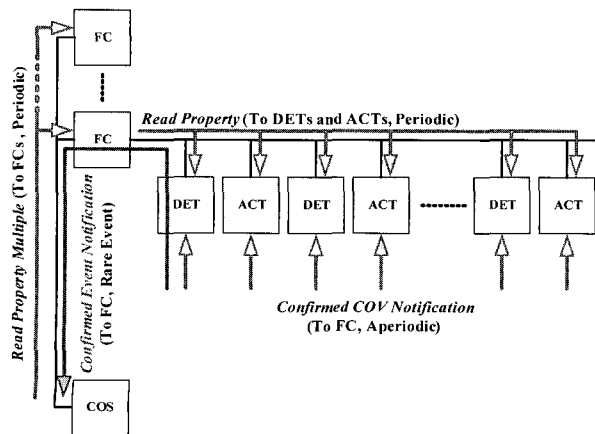 FC
FC
Read Property (To DETs and ACTs, Periodic)
Read Property Multiple (To FCs, Periodic)
Confirmed Event Notification
(To FC, Rare Event)
DET
ACT
DET
ACT
DET
ACT
Confirmed COV Notification
(To FC, Aperiodic)
COS